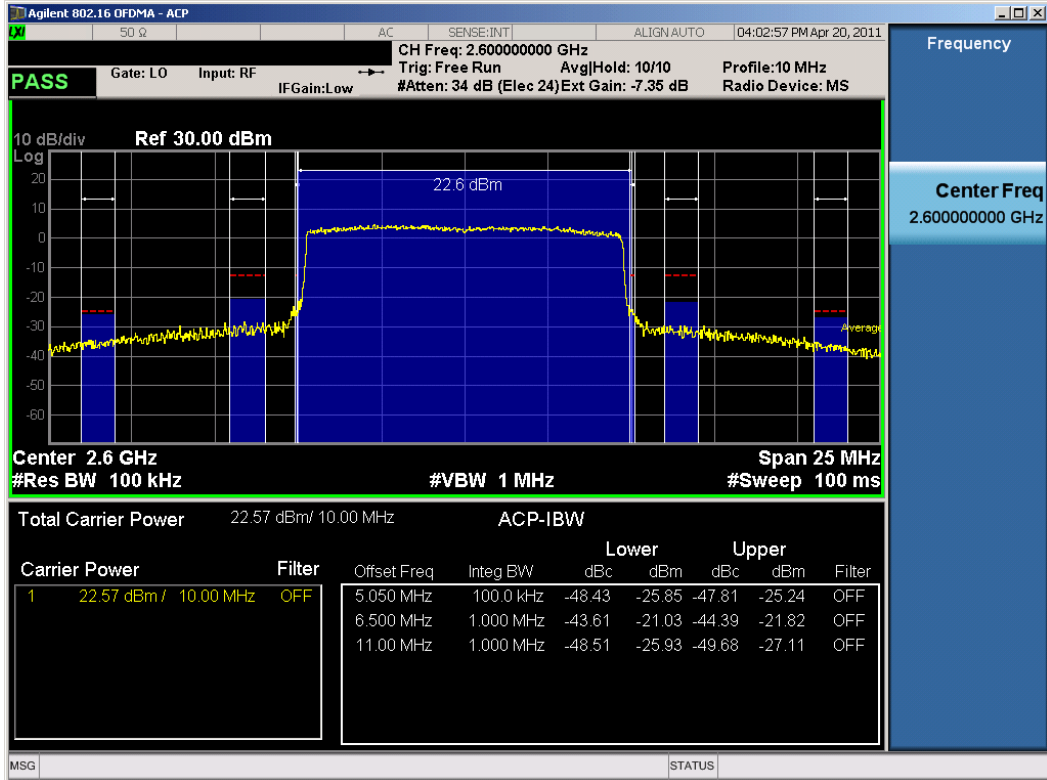 Agilent 802.16 OFDMA - ACP
LXI 50 Ω AC SENSE:INT ALIGN AUTO 04:02:57 PM Apr 20, 2011
CH Freq: 2.600000000 GHz
PASS Gate: LO Input: RF Trig: Free Run Avg|Hold: 10/10 Profile:10 MHz
IFGain:Low #Atten: 34 dB (Elec 24) Ext Gain: -7.35 dB Radio Device: MS
Frequency
Center Freq
2.600000000 GHz
10 dB/div Ref 30.00 dBm
Log
20
10
0
-10
-20
-30
-40
-50
-60
22.6 dBm
Average
Center 2.6 GHz Span 25 MHz
#Res BW 100 kHz #VBW 1 MHz #Sweep 100 ms
Total Carrier Power 22.57 dBm/ 10.00 MHz ACP-IBW
Lower Upper
Carrier Power Filter Offset Freq Integ BW dBc dBm dBc dBm Filter
1 22.57 dBm / 10.00 MHz OFF 5.050 MHz 100.0 kHz -48.43 -25.85 -47.81 -25.24 OFF
6.500 MHz 1.000 MHz -43.61 -21.03 -44.39 -21.82 OFF
11.00 MHz 1.000 MHz -48.51 -25.93 -49.68 -27.11 OFF
MSG STATUS